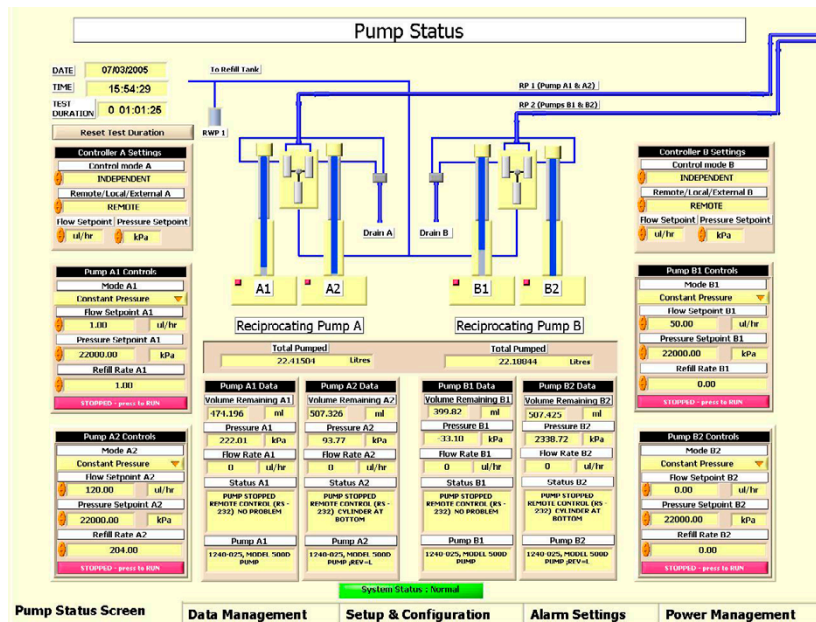 Pump Status
DATE 07/03/2005
TIME 15:54:29
TEST DURATION 0 01:01:25
Reset Test Duration
To Refill Tank
RWP 1
RP 1 (Pump A1 & A2)
RP 2 (Pumps B1 & B2)
Drain A
Drain B
A1
A2
B1
B2
Reciprocating Pump A
Reciprocating Pump B
Controller A Settings
Control mode A
INDEPENDENT
Remote/Local/External A
REMOTE
Flow Setpoint Pressure Setpoint
ul/hr kPa
Pump A1 Controls
Mode A1
Constant Pressure
Flow Setpoint A1
1.00 ul/hr
Pressure Setpoint A1
22000.00 kPa
Refill Rate A1
1.00
STOPPED - press to RUN
Pump A2 Controls
Mode A2
Constant Pressure
Flow Setpoint A2
120.00 ul/hr
Pressure Setpoint A2
22000.00 kPa
Refill Rate A2
204.00
STOPPED - press to RUN
Total Pumped
22.41504 Litres
Total Pumped
22.18044 Litres
Pump A1 Data
Volume Remaining A1
474.196 ml
Pressure A1
222.01 kPa
Flow Rate A1
0 ul/hr
Status A1
PUMP STOPPED
REMOTE CONTROL (RS -
232) NO PROBLEM
Pump A1
1240-025, MODEL 500D
PUMP
Pump A2 Data
Volume Remaining A2
507.326 ml
Pressure A2
93.77 kPa
Flow Rate A2
0 ul/hr
Status A2
PUMP STOPPED
REMOTE CONTROL (RS -
232) CYLINDER AT
BOTTOM
Pump A2
1240-025, MODEL 500D
PUMP ;REV=L
Pump B1 Data
Volume Remaining B1
399.82 ml
Pressure B1
-33.10 kPa
Flow Rate B1
0 ul/hr
Status B1
PUMP STOPPED
REMOTE CONTROL (RS -
232) NO PROBLEM
Pump B1
1240-025, MODEL 500D
PUMP
Pump B2 Data
Volume Remaining B2
507.425 ml
Pressure B2
2338.72 kPa
Flow Rate B2
0 ul/hr
Status B2
PUMP STOPPED
REMOTE CONTROL (RS -
232) CYLINDER AT
BOTTOM
Pump B2
1240-025, MODEL 500D
PUMP ;REV=L
Controller B Settings
Control mode B
INDEPENDENT
Remote/Local/External B
REMOTE
Flow Setpoint Pressure Setpoint
ul/hr kPa
Pump B1 Controls
Mode B1
Constant Pressure
Flow Setpoint B1
50.00 ul/hr
Pressure Setpoint B1
22000.00 kPa
Refill Rate B1
0.00
STOPPED - press to RUN
Pump B2 Controls
Mode B2
Constant Pressure
Flow Setpoint B2
0.00 ul/hr
Pressure Setpoint B2
22000.00 kPa
Refill Rate B2
0.00
STOPPED - press to RUN
System Status : Normal
Pump Status Screen
Data Management
Setup & Configuration
Alarm Settings
Power Management